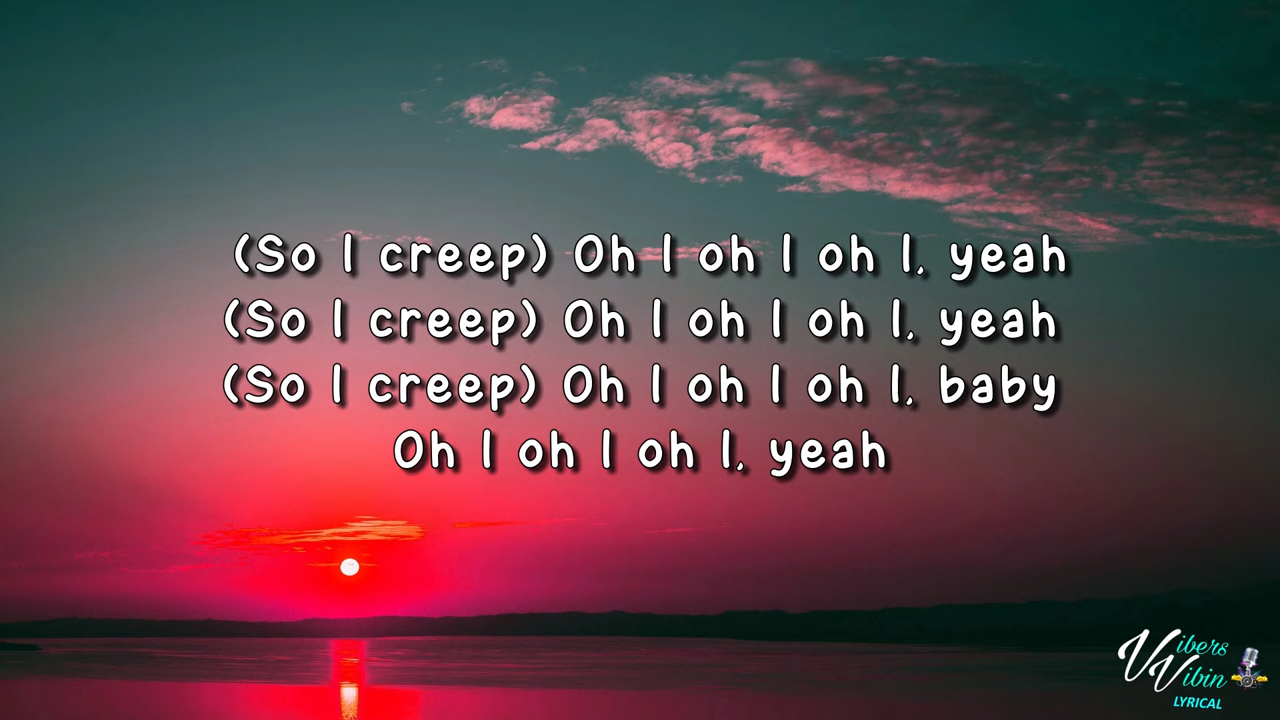 (So I creep) Oh I oh I oh I, yeah
(So I creep) Oh I oh I oh I, yeah
(So I creep) Oh I oh I oh I, baby
Oh I oh I oh I, yeah
Vibers
Vibin
LYRICAL